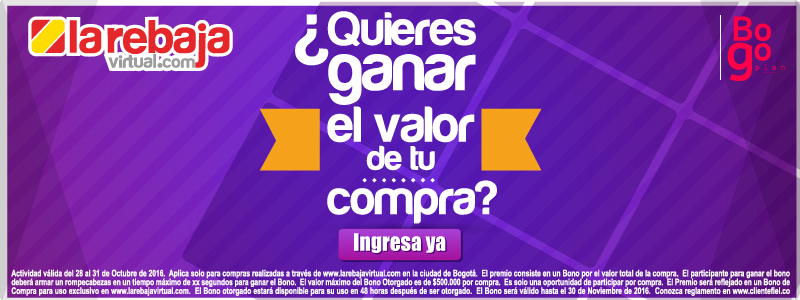 larebaja
virtual.com
Bo
go
plan
¿Quieres
ganar
el valor
de tu
compra?
Ingresa ya
Actividad válida del 28 al 31 de Octubre de 2016. Aplica solo para compras realizadas a través de www.larebajavirtual.com en la ciudad de Bogotá. El premio consiste en un Bono por el valor total de la compra. El participante para ganar el bono
deberá armar un rompecabezas en un tiempo máximo de xx segundos para ganar el Bono. El valor máximo del Bono Otorgado es de $500.000 por compra. Es solo una oportunidad de participar por compra. El Premio será reflejado en un Bono de
Compra para uso exclusivo en www.larebajavirtual.com. El Bono otorgado estará disponible para su uso en 48 horas después de ser otorgado. El Bono será válido hasta el 30 de Noviembre de 2016. Conozca reglamento en www.clientefiel.co